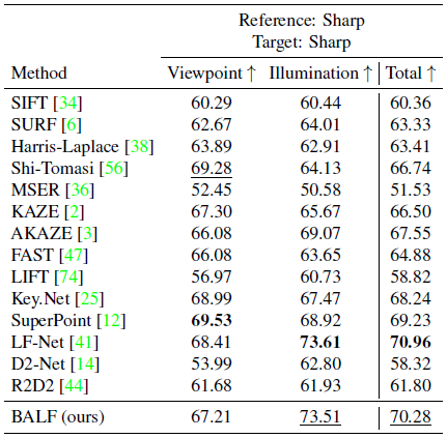 Reference: Sharp
Target: Sharp
Method Viewpoint ↑ Illumination ↑ Total ↑
SIFT [34] 60.29 60.44 60.36
SURF [6] 62.67 64.01 63.33
Harris-Laplace [38] 63.89 62.91 63.41
Shi-Tomasi [56] 69.28 64.13 66.74
MSER [36] 52.45 50.58 51.53
KAZE [2] 67.30 65.67 66.50
AKAZE [3] 66.08 69.07 67.55
FAST [47] 66.08 63.65 64.88
LIFT [74] 56.97 60.73 58.82
Key.Net [25] 68.99 67.47 68.24
SuperPoint [12] 69.53 68.92 69.23
LF-Net [41] 68.41 73.61 70.96
D2-Net [14] 53.99 62.80 58.32
R2D2 [44] 61.68 61.93 61.80
BALF (ours) 67.21 73.51 70.28